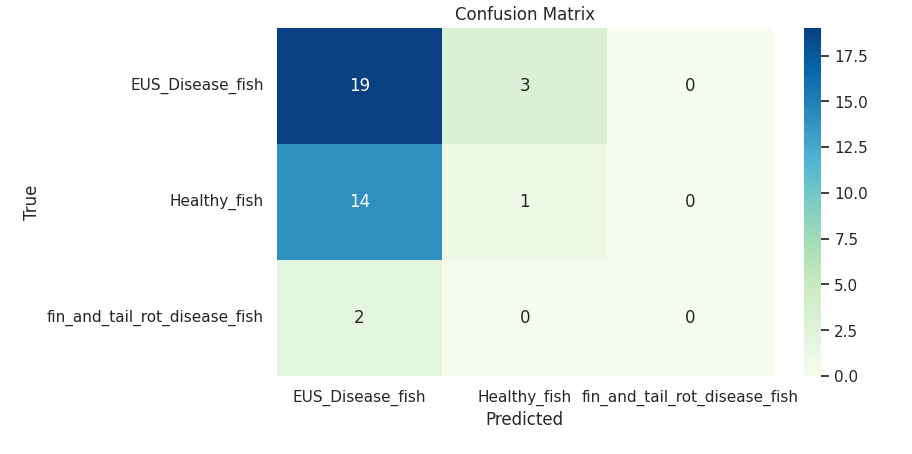 Confusion Matrix
True
EUS_Disease_fish 19 3 0
Healthy_fish 14 1 0
fin_and_tail_rot_disease_fish 2 0 0
EUS_Disease_fish Healthy_fish fin_and_tail_rot_disease_fish
Predicted
17.5
15.0
12.5
10.0
7.5
5.0
2.5
0.0